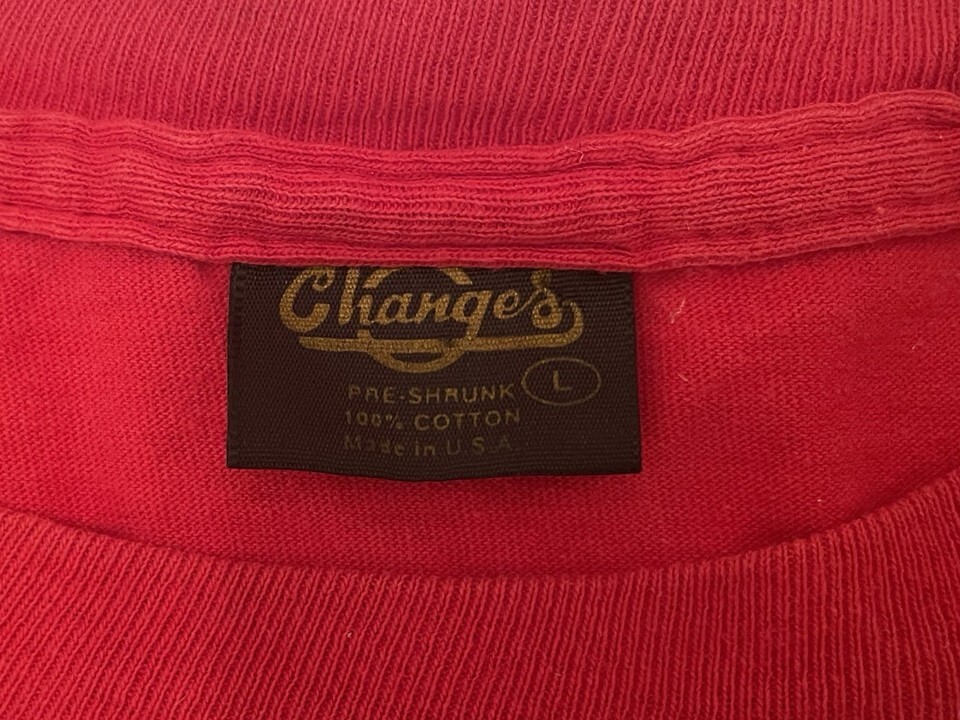 Changes
PRE-SHRUNK L
100% COTTON
Made in U.S.A